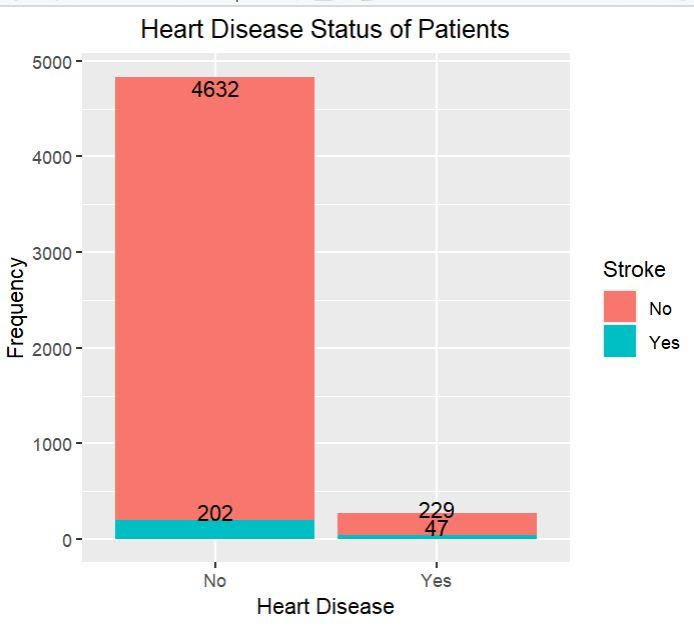 Heart Disease Status of Patients
5000
4632
4000
3000
Frequency
2000
1000
229
202
47
0
No
Yes
Heart Disease
Stroke
No
Yes